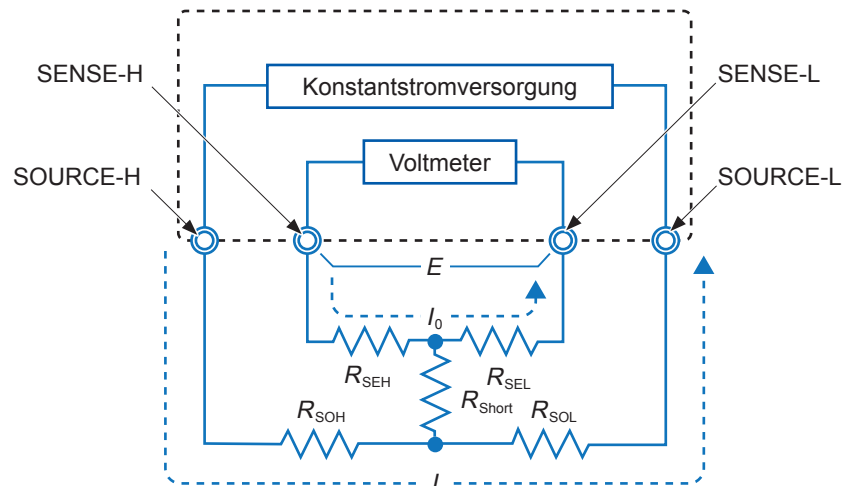 SENSE-H
SENSE-L
Konstantstromversorgung
Voltmeter
SOURCE-H
SOURCE-L
E
I0
RSEH
RSEL
RShort
RSOH
RSOL
I